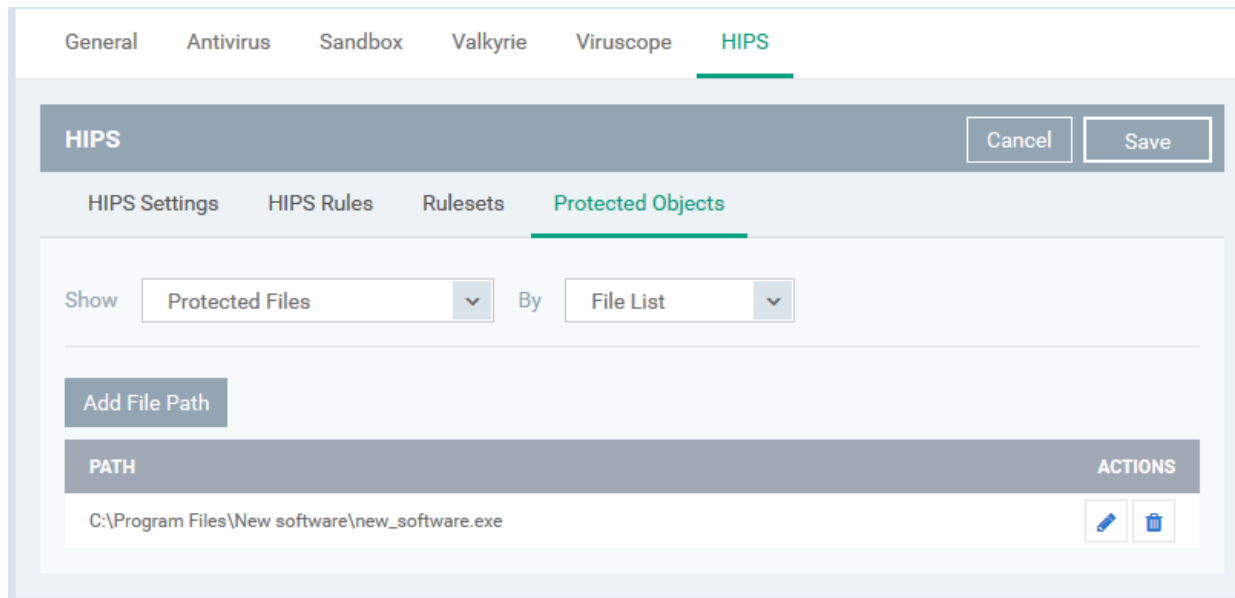 General Antivirus Sandbox Valkyrie Viruscope HIPS
HIPS Cancel Save
HIPS Settings HIPS Rules Rulesets Protected Objects
Show Protected Files By File List
Add File Path
PATH ACTIONS
C:\Program Files\New software\new_software.exe